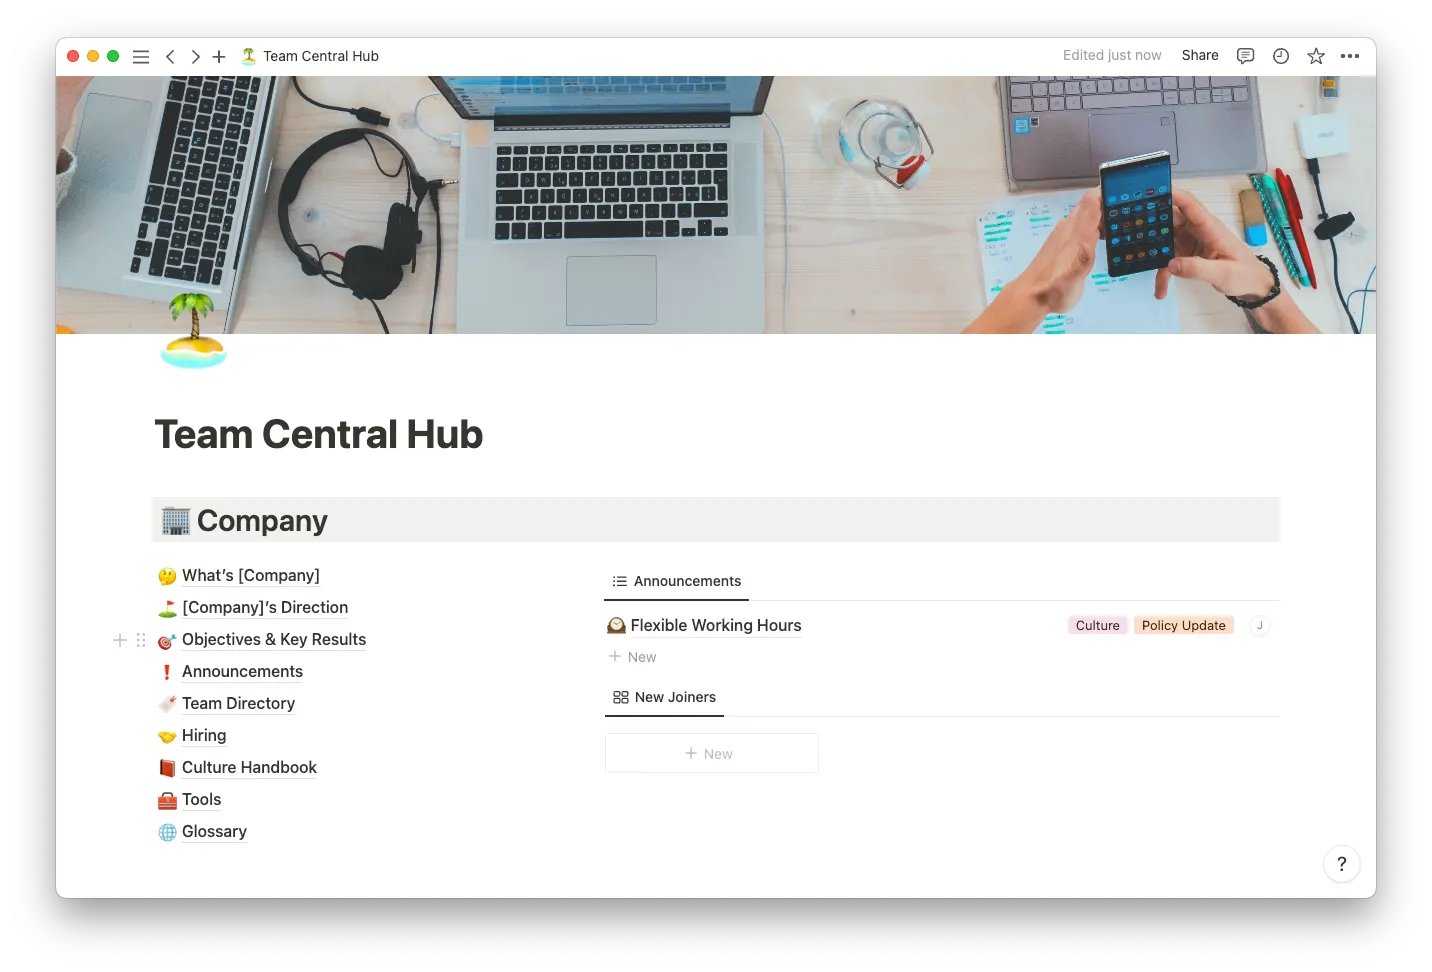 Team Central Hub
Edited just now
Share
Team Central Hub
Company
What’s [Company]
[Company]’s Direction
Objectives & Key Results
Announcements
Team Directory
Hiring
Culture Handbook
Tools
Glossary
Announcements
Flexible Working Hours
Culture
Policy Update
J
New
New Joiners
New
?